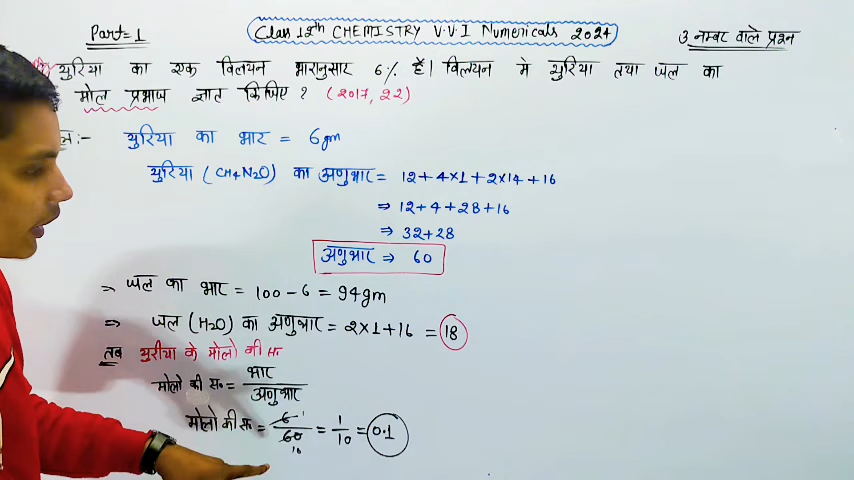 Part=1
Class 12th CHEMISTRY V.V.I Numericals 2024
3 नम्बर वाले प्रश्न
युरिया का एक विलयन भारानुसार 6% है। विलयन में युरिया तथा जल का
मोल प्रभाज ज्ञात किजिए ? (2017, 22)
ल:- युरिया का भार = 6gm
युरिया (CH4N2O) का अणुभार = 12+4×1+2×14+16
⇒ 12+4+28+16
⇒ 32+28
अणुभार ⇒ 60
⇒ जल का भार = 100-6 = 94gm
⇒ जल (H2O) का अणुभार = 2×1+16 = 18
तब युरीया के मोलो की स०
मोलो की स० = भार / अणुभार
मोलो की स० = 6 / 60 = 1 / 10 = 0.1
1
10